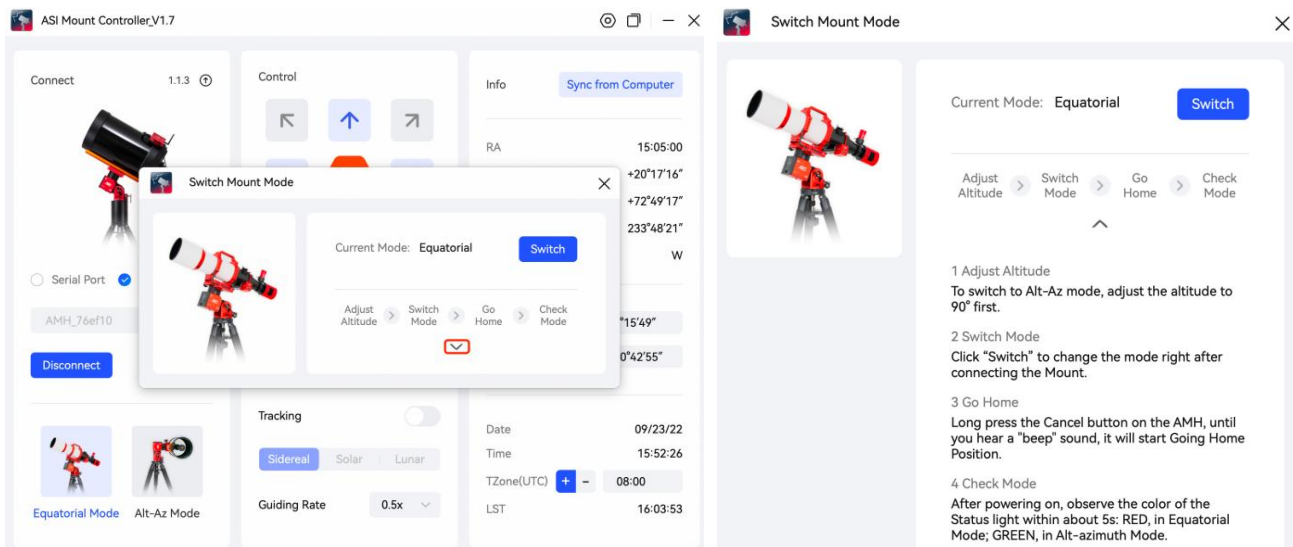 ASI Mount Controller_V1.7
Connect 1.1.3
Serial Port
AMH_76ef10
Disconnect
Equatorial Mode Alt-Az Mode
Control
Tracking
Sidereal Solar Lunar
Guiding Rate 0.5x
Info Sync from Computer
RA 15:05:00
+20°17'16"
+72°49'17"
233°48'21"
W
°15'49"
0°42'55"
Date 09/23/22
Time 15:52:26
TZone(UTC) + - 08:00
LST 16:03:53
Switch Mount Mode
Current Mode: Equatorial Switch
Adjust Altitude > Switch Mode > Go Home > Check Mode
Switch Mount Mode
Current Mode: Equatorial Switch
Adjust Altitude > Switch Mode > Go Home > Check Mode
1 Adjust Altitude
To switch to Alt-Az mode, adjust the altitude to
90° first.
2 Switch Mode
Click “Switch” to change the mode right after
connecting the Mount.
3 Go Home
Long press the Cancel button on the AMH, until
you hear a "beep" sound, it will start Going Home
Position.
4 Check Mode
After powering on, observe the color of the
Status light within about 5s: RED, in Equatorial
Mode; GREEN, in Alt-azimuth Mode.